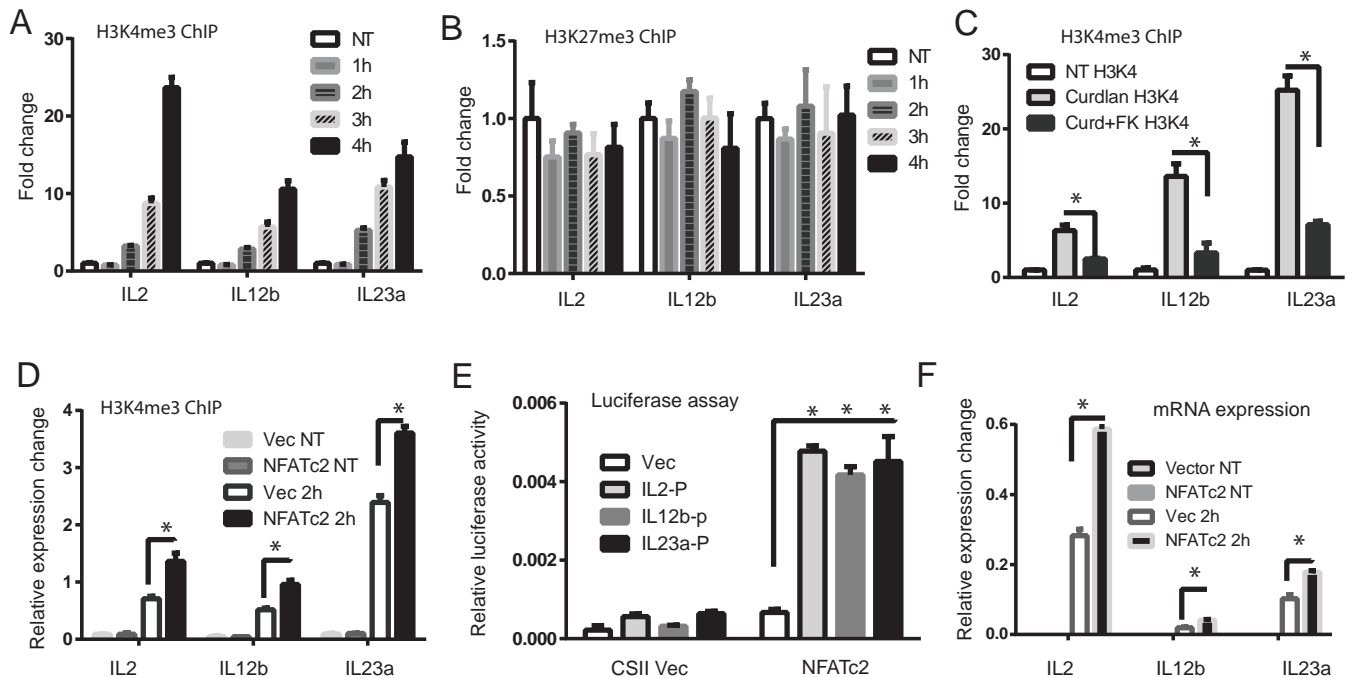 A
H3K4me3 ChIP
Fold change
30
20
10
0
NT
1h
2h
3h
4h
IL2
IL12b
IL23a
B
H3K27me3 ChIP
Fold change
1.5
1.0
0.5
0.0
NT
1h
2h
3h
4h
IL2
IL12b
IL23a
C
H3K4me3 ChIP
Fold change
30
20
10
0
NT H3K4
Curdlan H3K4
Curd+FK H3K4
*
*
*
IL2
IL12b
IL23a
D
H3K4me3 ChIP
Relative expression change
4
3
2
1
0
Vec NT
NFATc2 NT
Vec 2h
NFATc2 2h
*
*
*
IL2
IL12b
IL23a
E
Luciferase assay
Relative luciferase activity
0.006
0.004
0.002
0.000
Vec
IL2-P
IL12b-p
IL23a-P
* * *
CSII Vec
NFATc2
F
mRNA expression
Relative expression change
0.6
0.4
0.2
0.0
Vector NT
NFATc2 NT
Vec 2h
NFATc2 2h
*
*
*
IL2
IL12b
IL23a